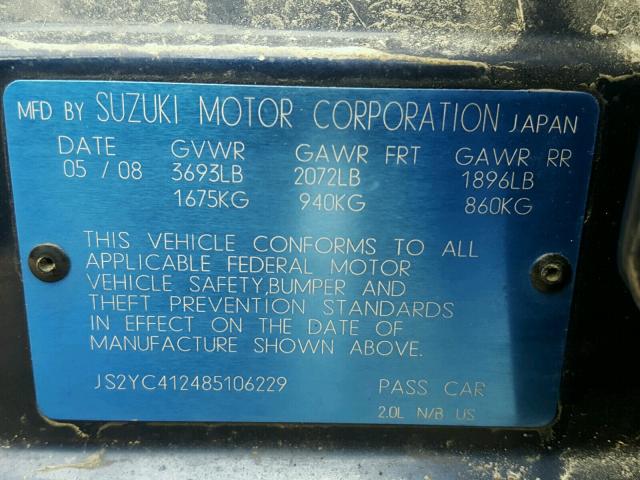 MFD BY SUZUKI MOTOR CORPORATION JAPAN
DATE GVWR GAWR FRT GAWR RR
05 / 08 3693LB 2072LB 1896LB
1675KG 940KG 860KG
THIS VEHICLE CONFORMS TO ALL
APPLICABLE FEDERAL MOTOR
VEHICLE SAFETY,BUMPER AND
THEFT PREVENTION STANDARDS
IN EFFECT ON THE DATE OF
MANUFACTURE SHOWN ABOVE.
JS2YC412485106229 PASS CAR
2.0L N/B US